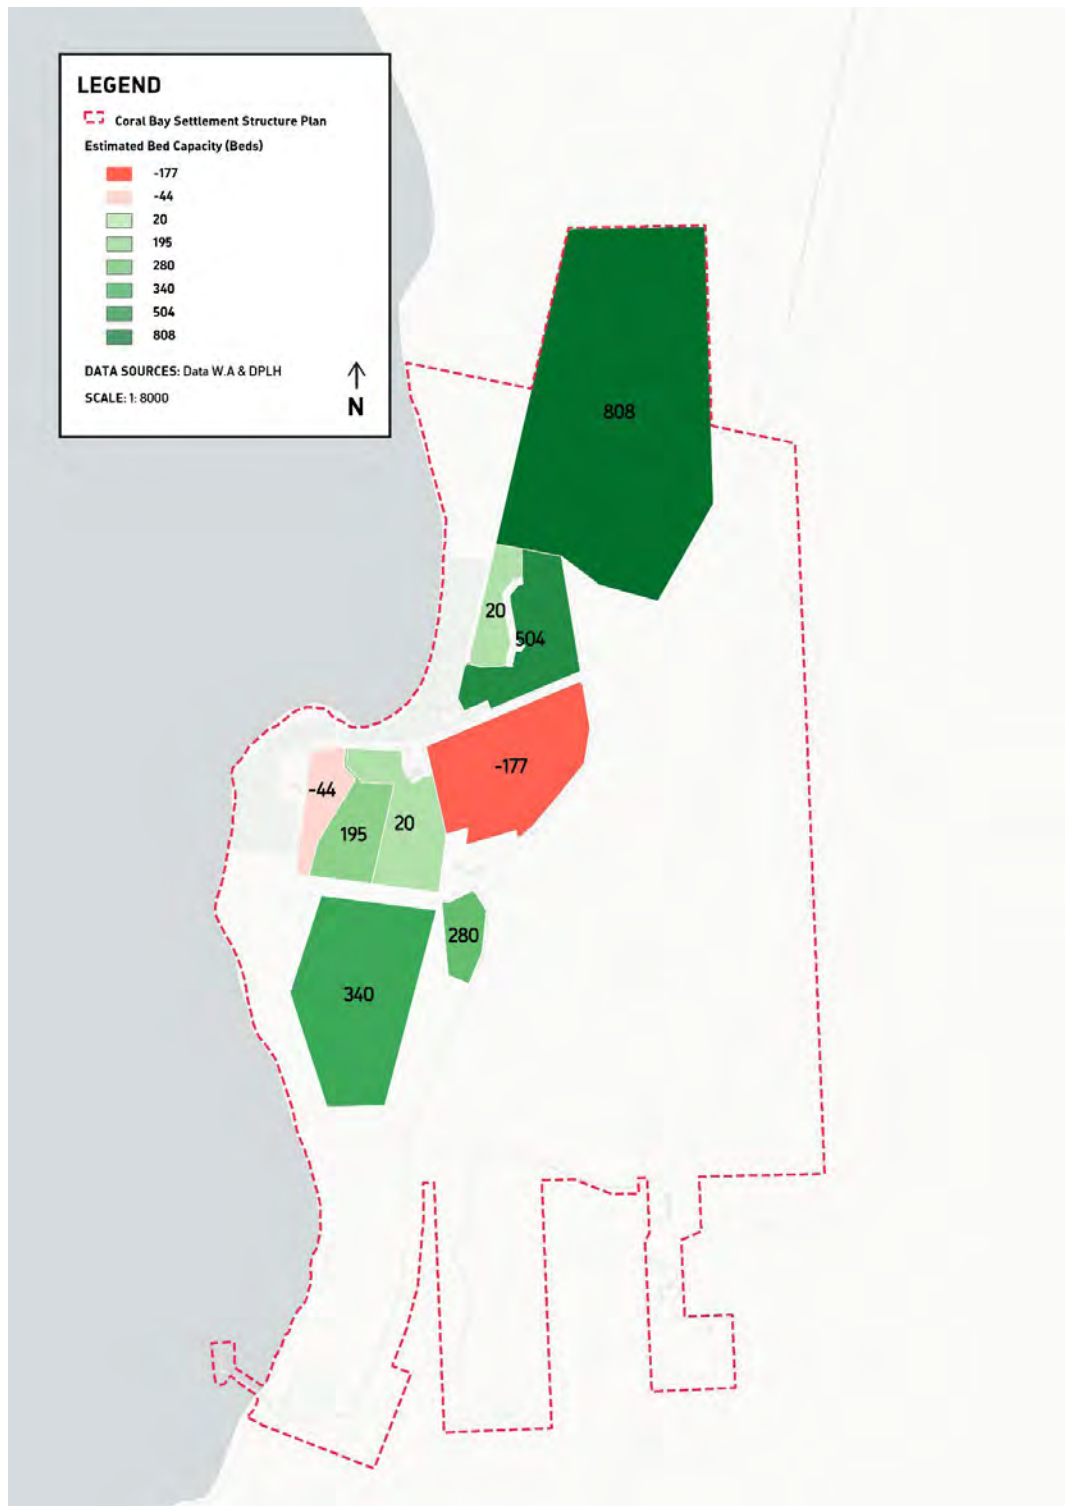 LEGEND
Coral Bay Settlement Structure Plan
Estimated Bed Capacity (Beds)
-177
-44
20
195
280
340
504
808
DATA SOURCES: Data W.A & DPLH
SCALE: 1: 8000
N
808
20
504
-177
-44
195
20
280
340